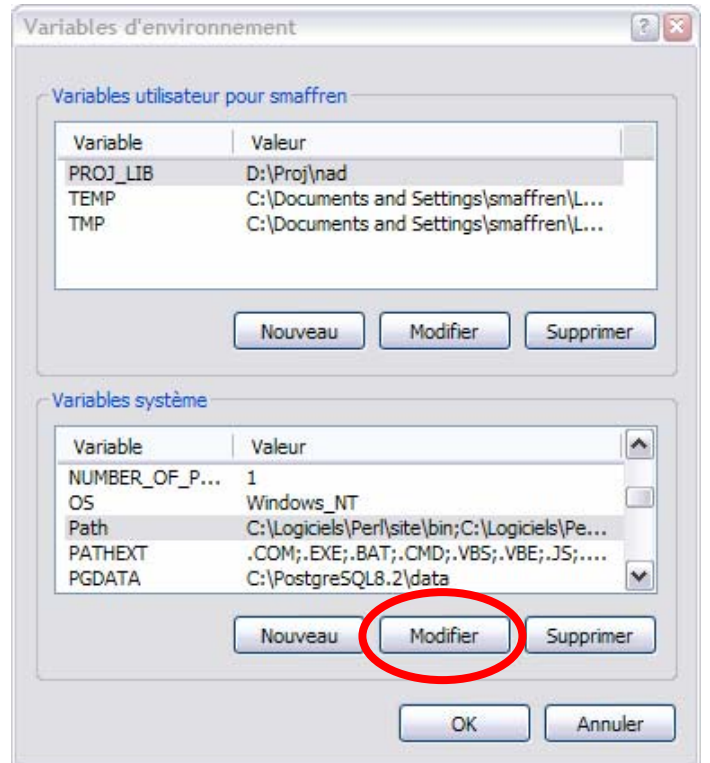 Variables d'environnement
Variables utilisateur pour smaffren
Variable Valeur
PROJ_LIB D:\Proj\nad
TEMP C:\Documents and Settings\smaffren\L...
TMP C:\Documents and Settings\smaffren\L...
Nouveau Modifier Supprimer
Variables système
Variable Valeur
NUMBER_OF_P... 1
OS Windows_NT
Path C:\Logiciels\Perl\site\bin;C:\Logiciels\Pe...
PATHEXT .COM;.EXE;.BAT;.CMD;.VBS;.VBE;.JS;....
PGDATA C:\PostgreSQL8.2\data
Nouveau Modifier Supprimer
OK Annuler